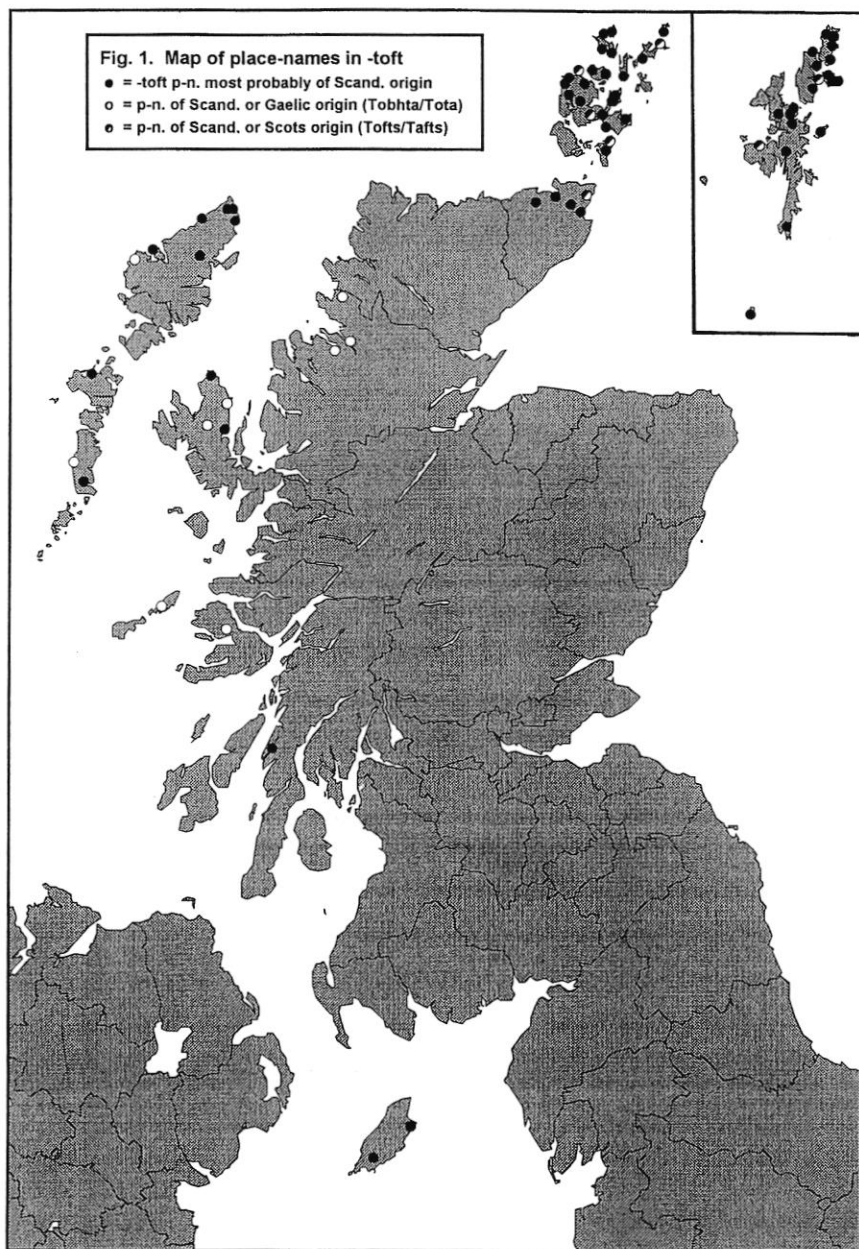 Fig. 1. Map of place-names in -toft
● = -toft p-n. most probably of Scand. origin
○ = p-n. of Scand. or Gaelic origin (Tobhta/Tota)
◐ = p-n. of Scand. or Scots origin (Tofts/Tafts)